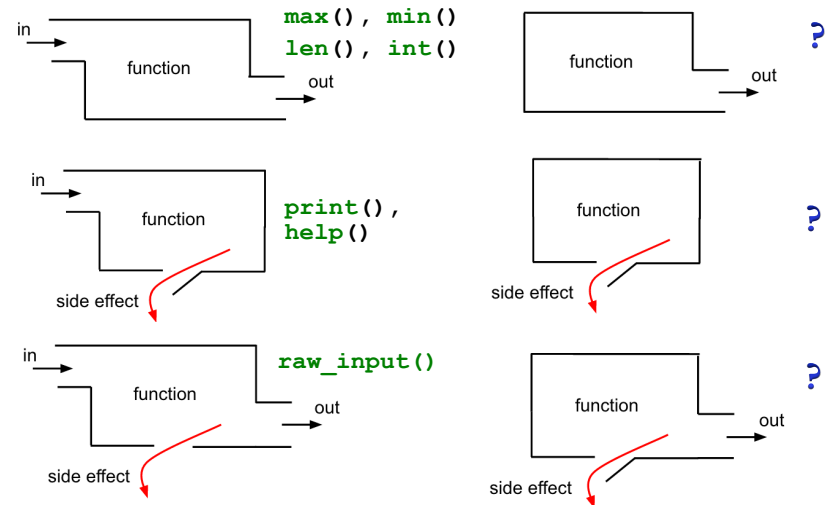 in
function
out
max(), min()
len(), int()
function
out
?
in
function
side effect
print(),
help()
function
side effect
?
in
function
out
side effect
raw_input()
function
out
side effect
?